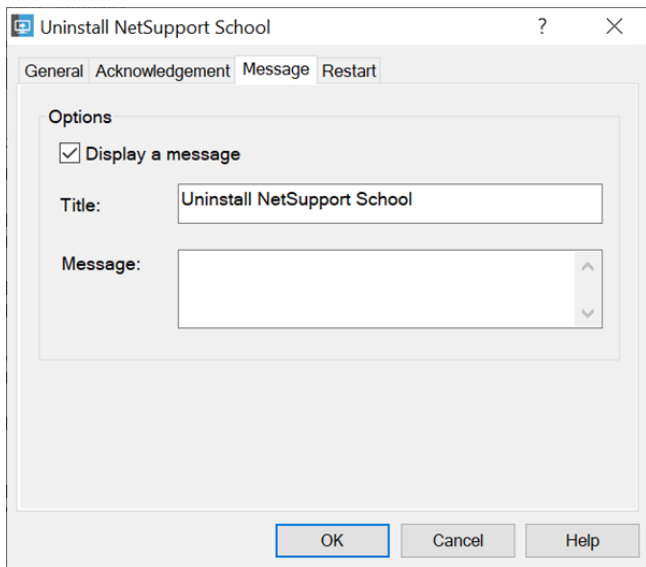 Uninstall NetSupport School ?
General Acknowledgement Message Restart
Options
Display a message
Title: Uninstall NetSupport School
Message:
OK Cancel Help